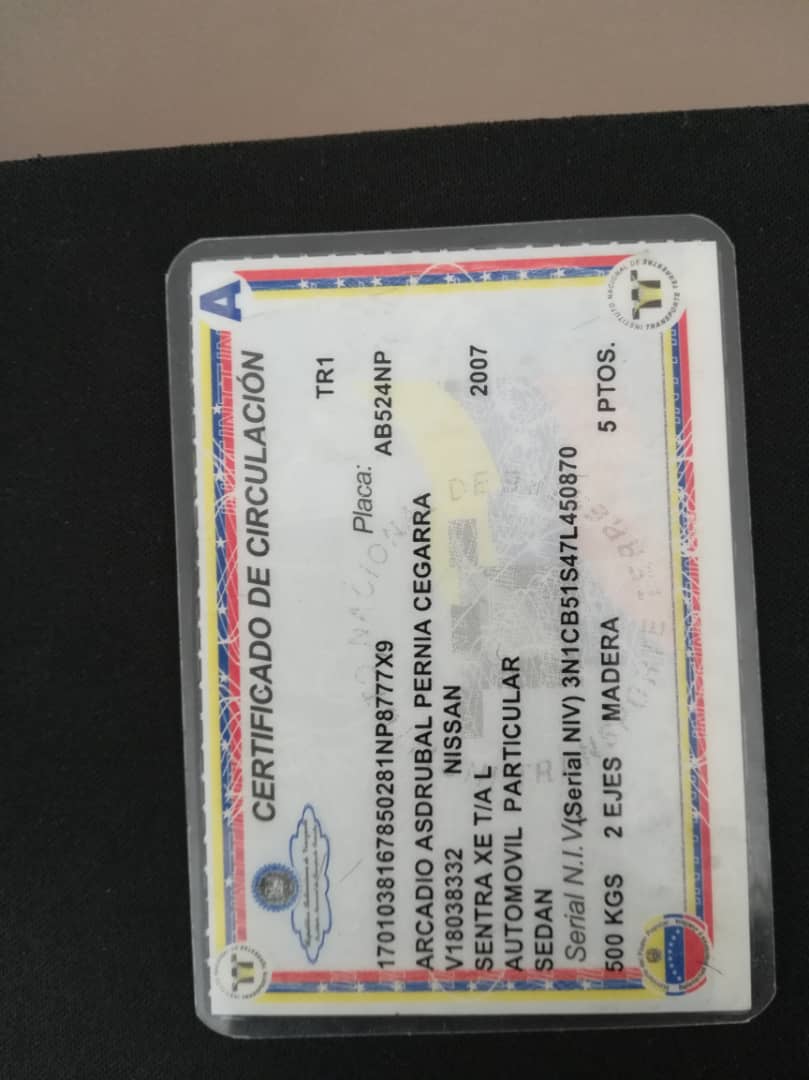 A
CERTIFICADO DE CIRCULACIÓN
TR1
Placa:
1701038167850281NP8777X9 AB524NP
ARCADIO ASDRUBAL PERNIA CEGARRA
V18038332 NISSAN
SENTRA XE T/A L 2007
AUTOMOVIL PARTICULAR
SEDAN
Serial N.I.V.(Serial NIV) 3N1CB51S47L450870
500 KGS 2 EJES MADERA 5 PTOS.
INSTITUTO NACIONAL DE TRANSPORTE TERRESTRE